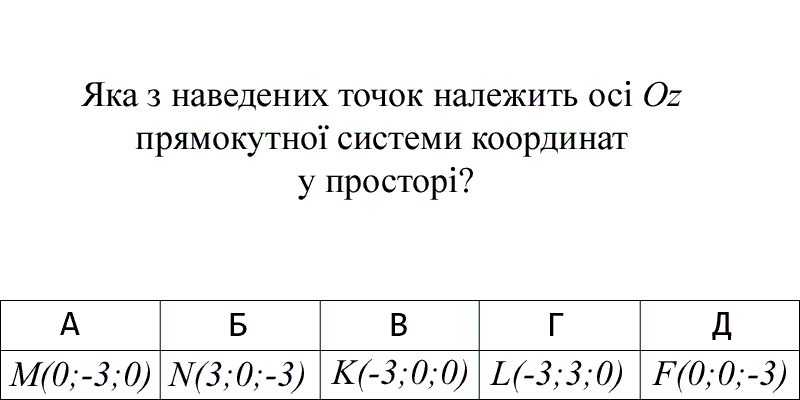 Яка з наведених точок належить осі Oz
прямокутної системи координат
у просторі?
А Б В Г Д
M(0;-3;0) N(3;0;-3) K(-3;0;0) L(-3;3;0) F(0;0;-3)